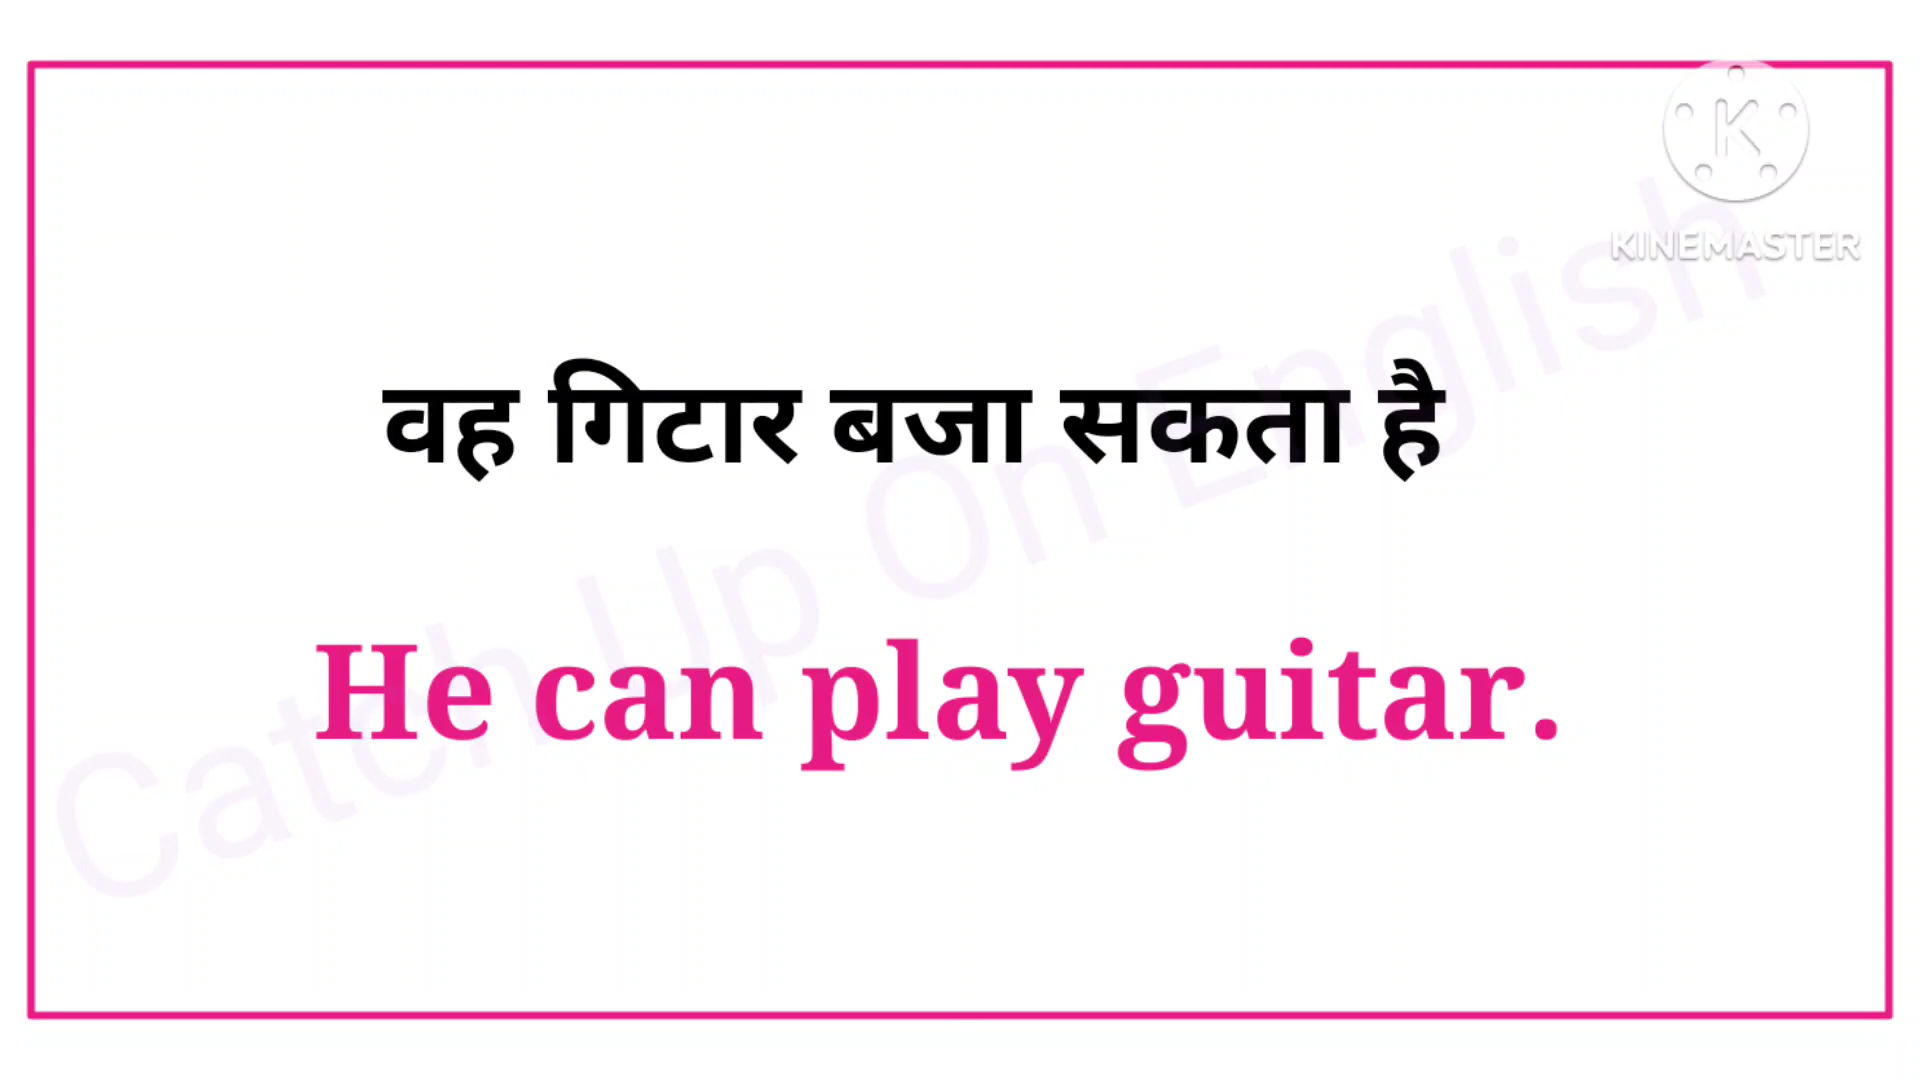 KINEMASTER
वह गिटार बजा सकता है
He can play guitar.
Catch Up On English